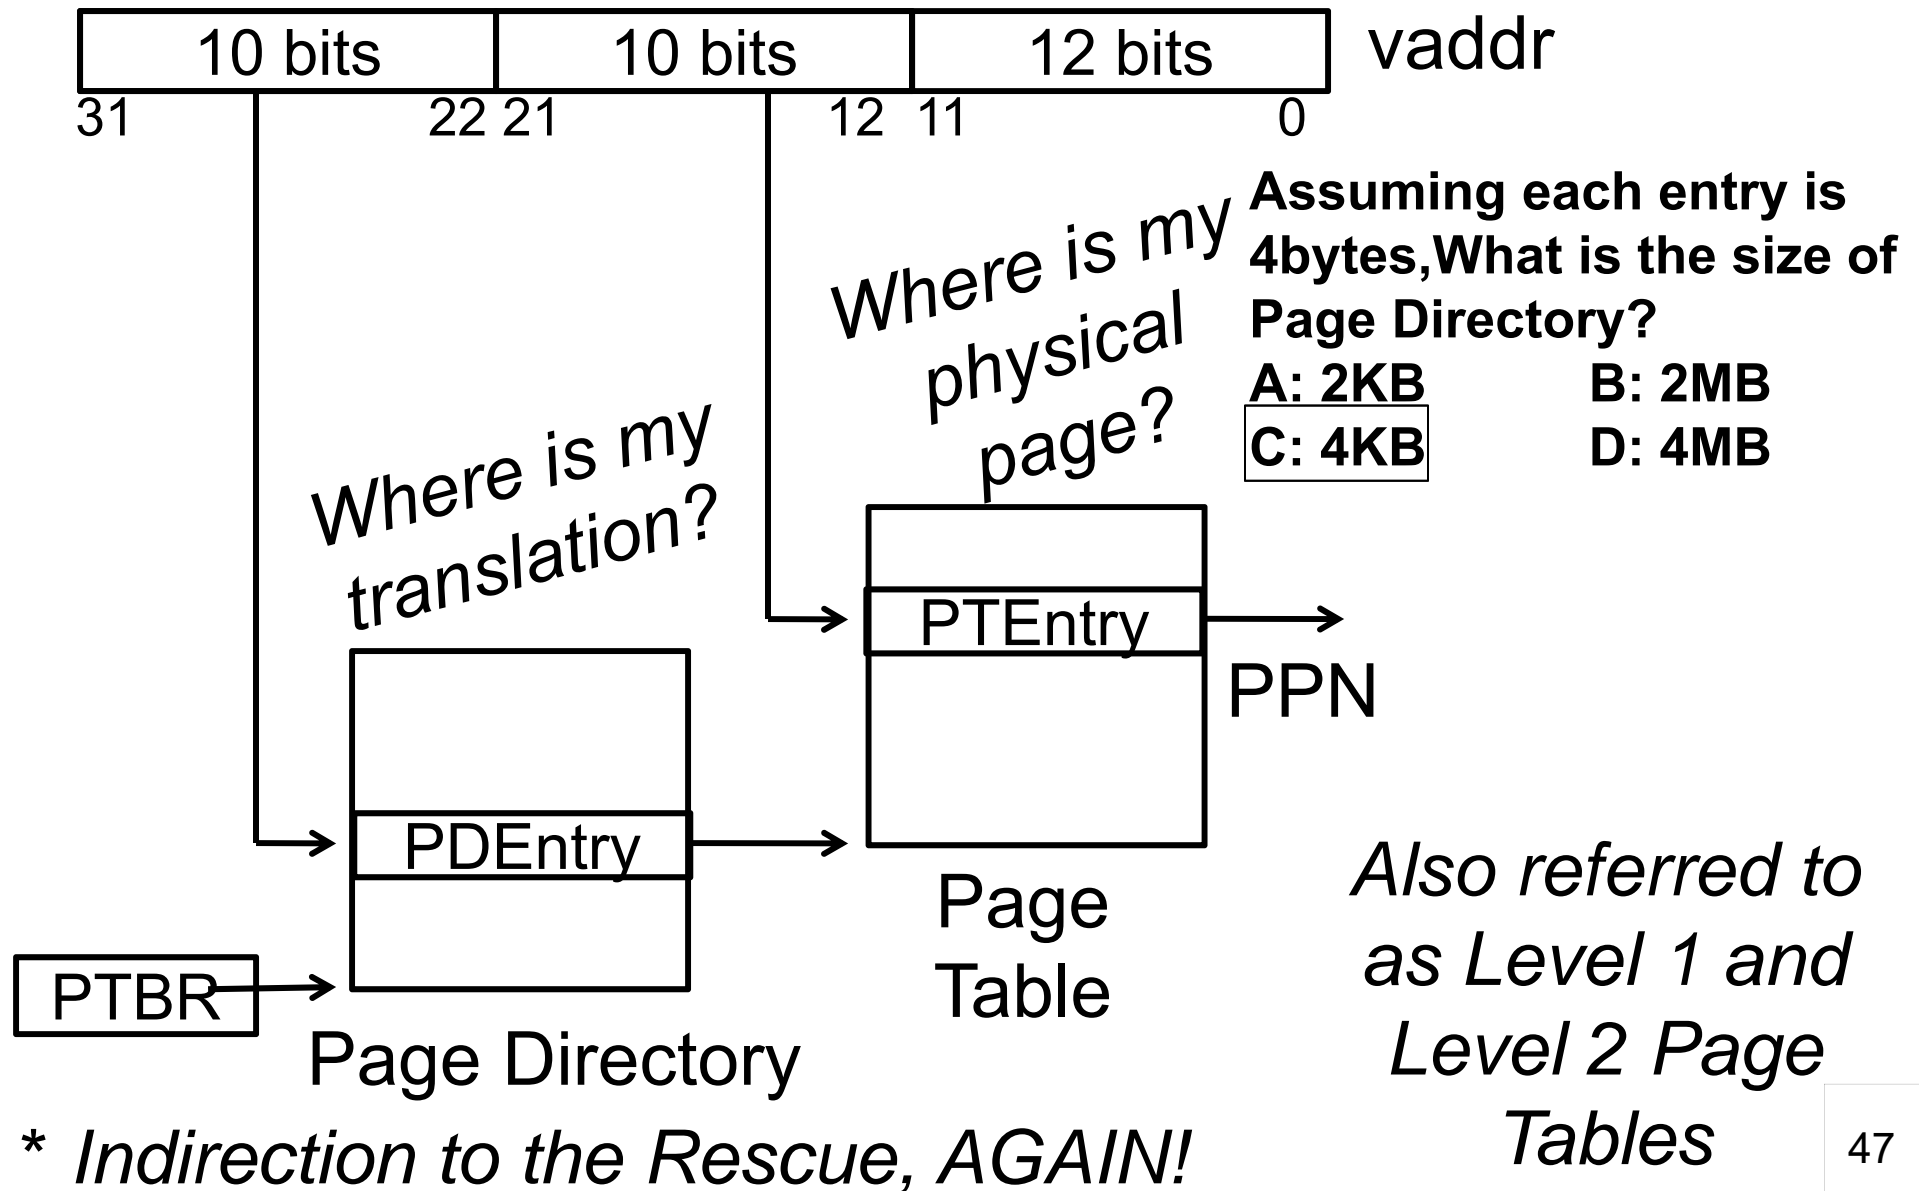 10 bits 10 bits 12 bits vaddr
31 22 21 12 11 0
Assuming each entry is
4bytes,What is the size of
Page Directory?
A: 2KB B: 2MB
C: 4KB D: 4MB
Where is my
physical
page?
Where is my
translation?
PTEntry
PPN
PDEntry
Page
Table
PTBR
Page Directory
Also referred to
as Level 1 and
Level 2 Page
Tables
* Indirection to the Rescue, AGAIN!
47